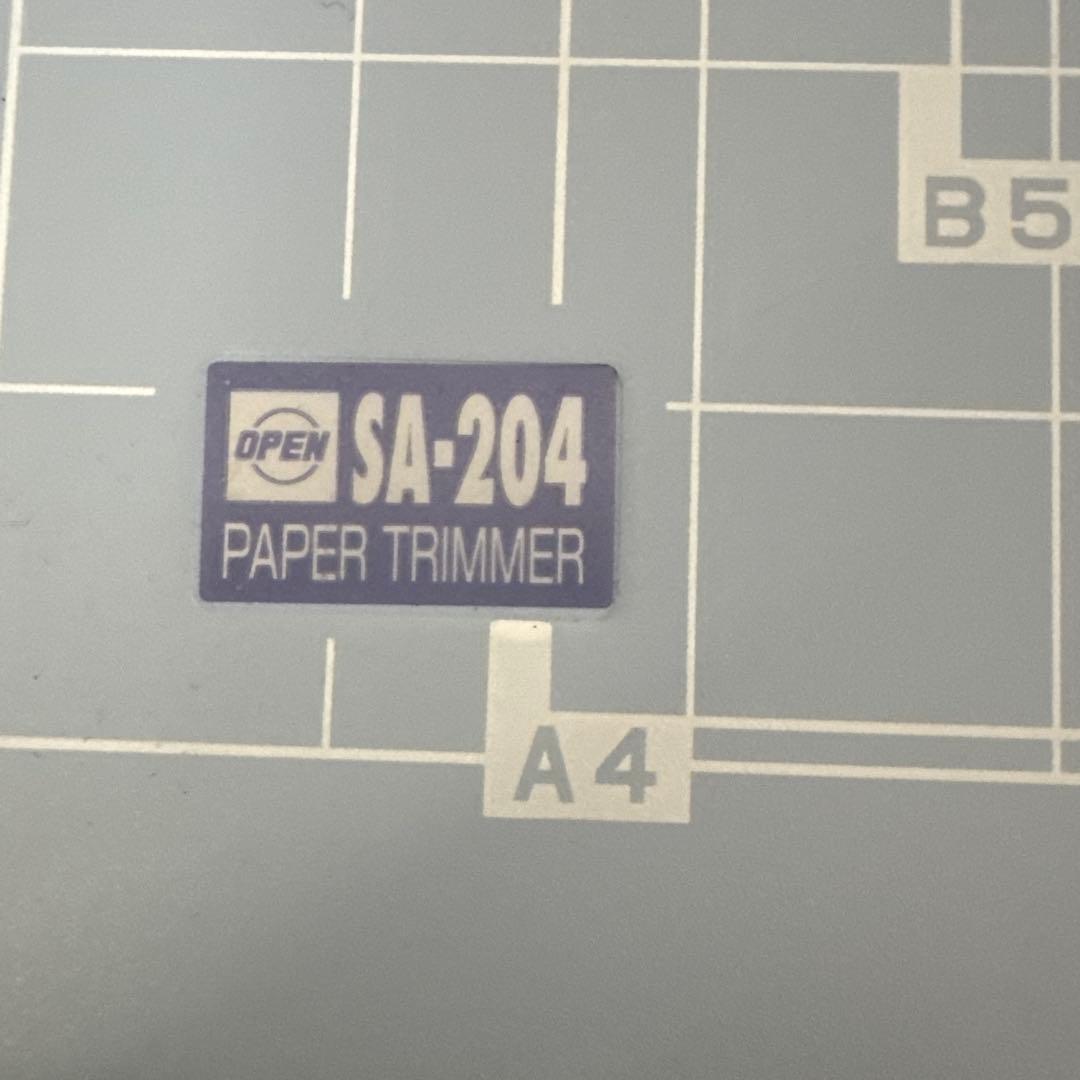 B5
OPEN SA-204
PAPER TRIMMER
A4